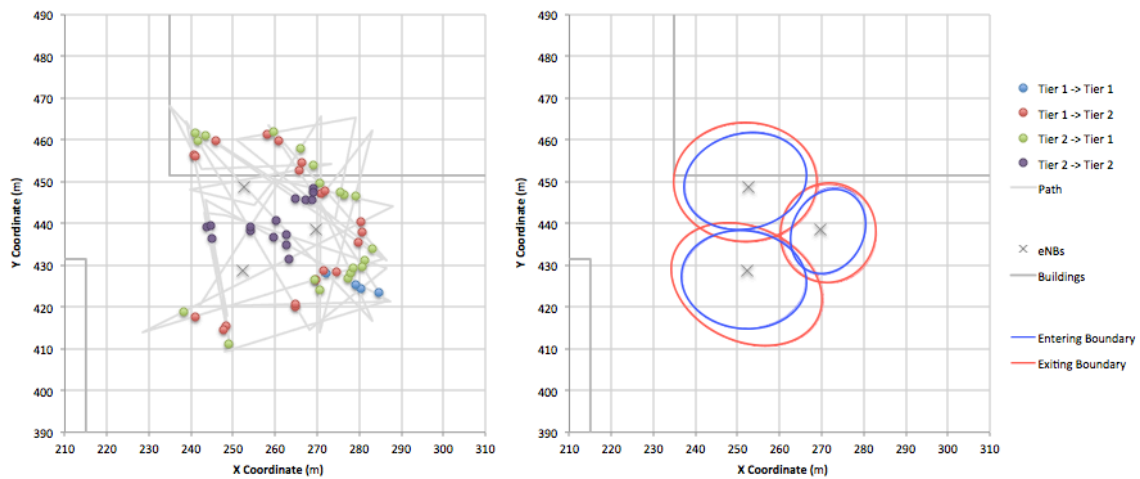 490
480
470
460
450
440
430
420
410
400
390
Y Coordinate (m)
210 220 230 240 250 260 270 280 290 300 310
X Coordinate (m)
490
480
470
460
450
440
430
420
410
400
390
Y Coordinate (m)
210 220 230 240 250 260 270 280 290 300 310
X Coordinate (m)
Tier 1 -> Tier 1
Tier 1 -> Tier 2
Tier 2 -> Tier 1
Tier 2 -> Tier 2
Path
eNBs
Buildings
Entering Boundary
Exiting Boundary